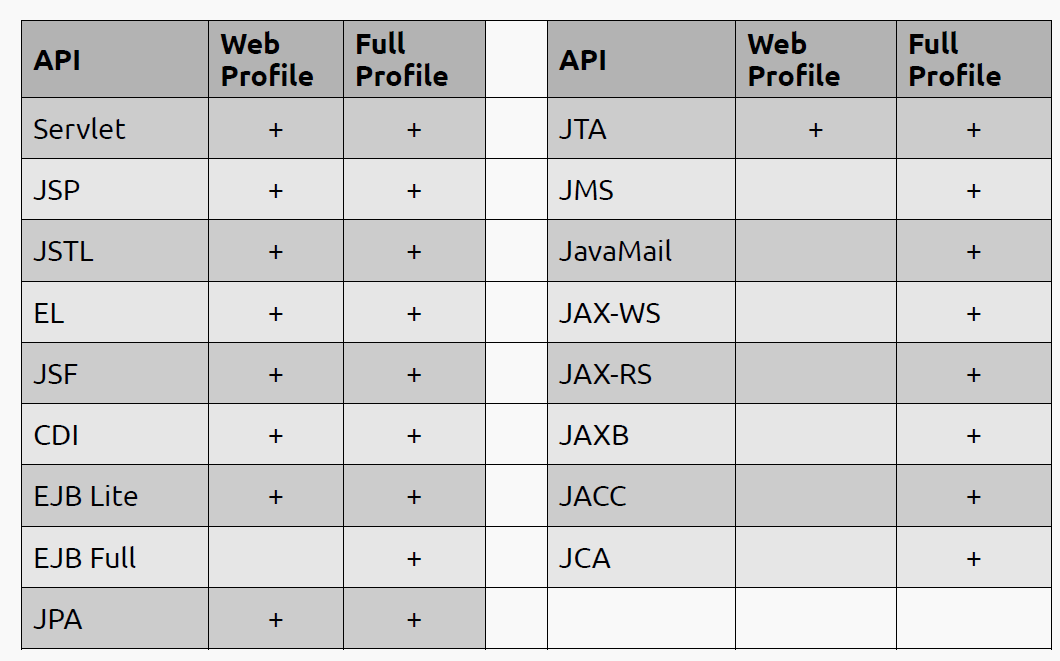 API Web Profile Full Profile API Web Profile Full Profile
Servlet + + JTA + +
JSP + + JMS +
JSTL + + JavaMail +
EL + + JAX-WS +
JSF + + JAX-RS +
CDI + + JAXB +
EJB Lite + + JACC +
EJB Full + JCA +
JPA + +